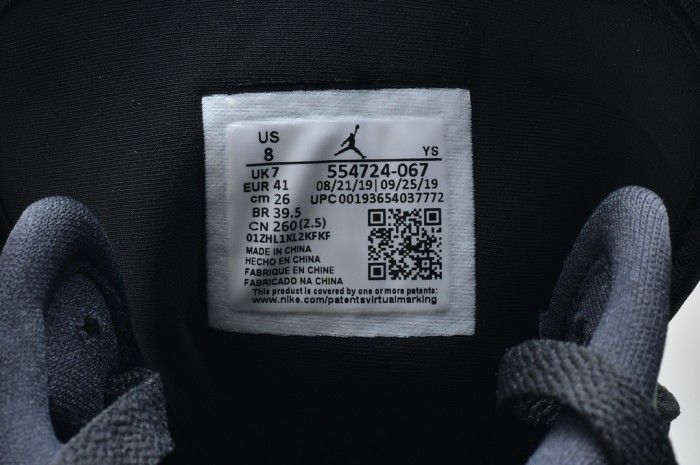 US
8
YS
UK 7
554724-067
EUR 41
08/21/19 | 09/25/19
cm 26
UPC 00193654037772
BR 39.5
CN 260 (2.5)
01ZHL1KL2KFKF
MADE IN CHINA
HECHO EN CHINA
FABRIQUE EN CHINE
FABRICADO NA CHINA
This product is covered by one or more patents:
www.nike.com/patentsvirtualmarking